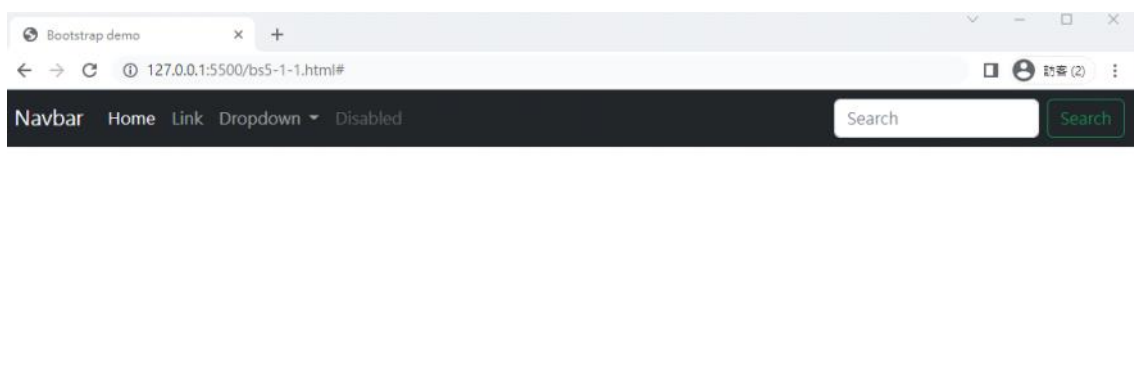 Bootstrap demo
127.0.0.1:5500/bs5-1-1.html#
訪客 (2)
Navbar Home Link Dropdown Disabled Search Search